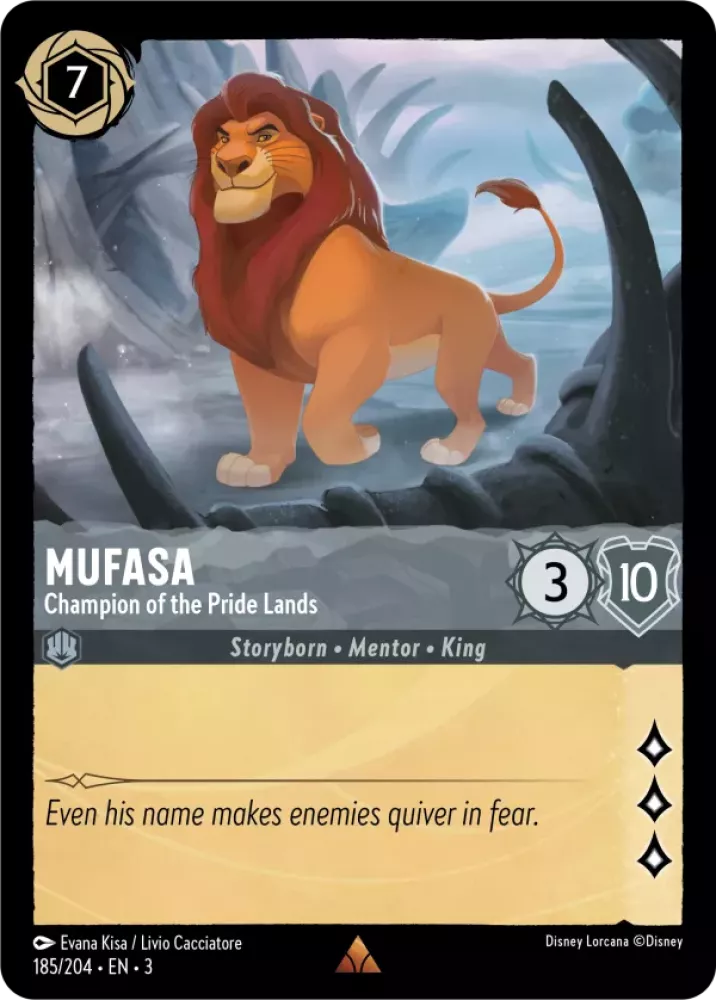 7
MUFASA
Champion of the Pride Lands
3
10
Storyborn • Mentor • King
Even his name makes enemies quiver in fear.
Evana Kisa / Livio Cacciatore
Disney Lorcana ©Disney
185/204 • EN • 3